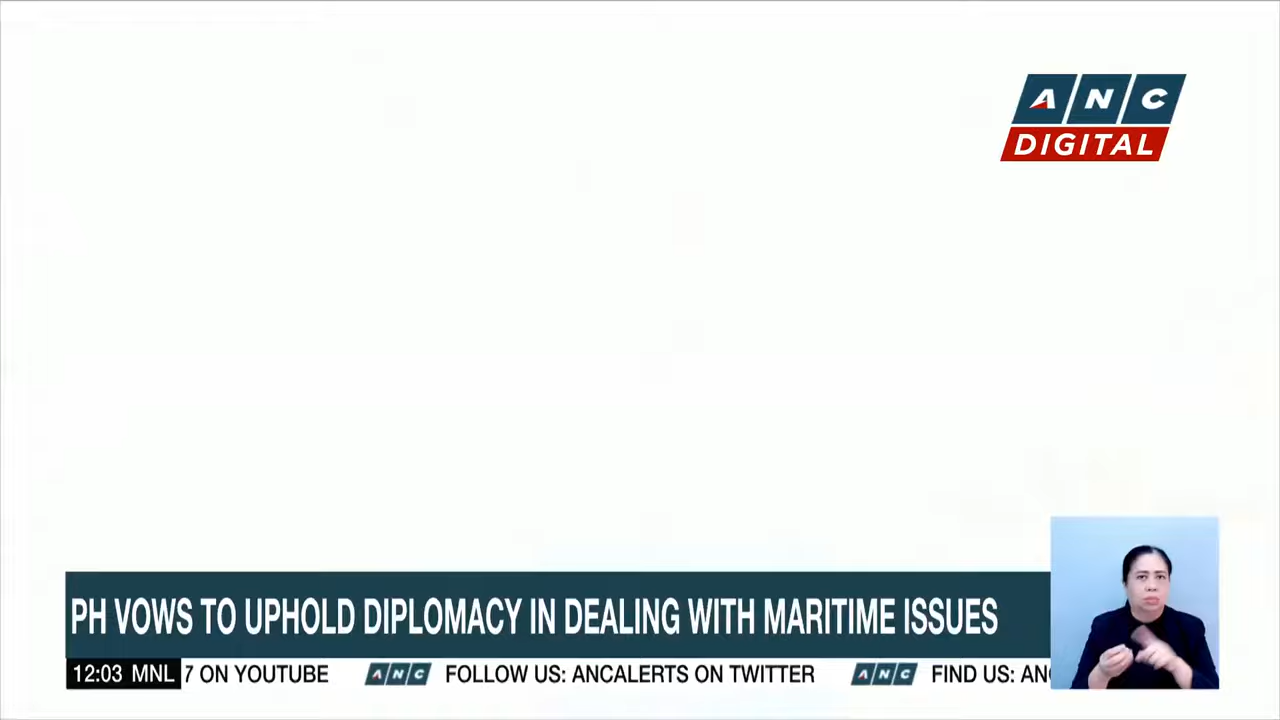 ANC
DIGITAL
PH VOWS TO UPHOLD DIPLOMACY IN DEALING WITH MARITIME ISSUES
12:03 MNL 7 ON YOUTUBE ANC FOLLOW US: ANCALERTS ON TWITTER ANC FIND US: AN